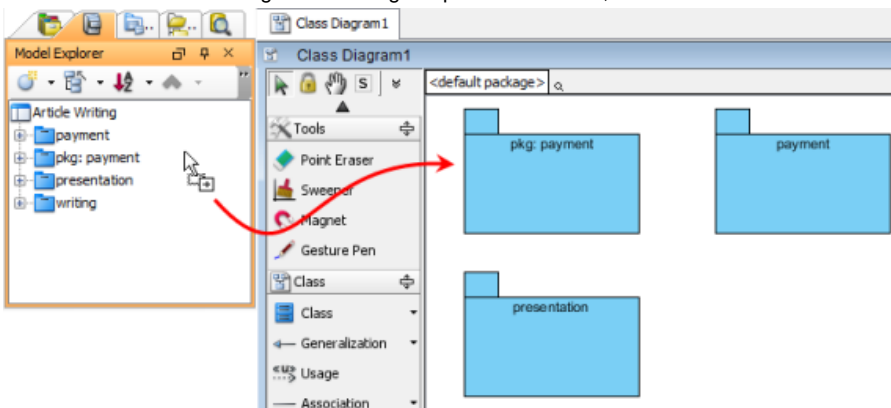 Class Diagram1
Model Explorer
Class Diagram1
S
<default package>
Article Writing
payment
pkg: payment
presentation
writing
Tools
Point Eraser
Sweeper
Magnet
Gesture Pen
Class
Class
Generalization
Usage
Association
pkg: payment
payment
presentation